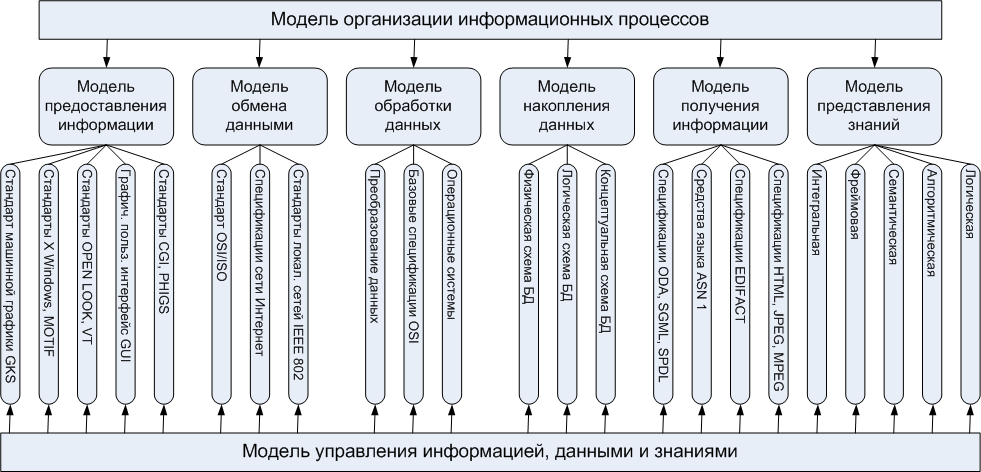 Модель организации информационных процессов
Модель
предоставления
информации
Модель
обмена
данными
Модель
обработки
данных
Модель
накопления
данных
Модель
получения
информации
Модель
представления
знаний
Стандарт машинной графики GKS
Стандарты X Windows, MOTIF
Стандарты OPEN LOOK, VT
Графич. польз. интерфейс GUI
Стандарты CGI, PHIGS
Стандарт OSI/ISO
Спецификации сети Интернет
Стандарты локал. сетей IEEE 802
Преобразование данных
Базовые спецификации OSI
Операционные системы
Физическая схема БД
Логическая схема БД
Концептуальная схема БД
Спецификации ODA, SGML, SPDL
Средства языка ASN 1
Спецификации EDIFACT
Спецификации HTML, JPEG, MPEG
Интегральная
Фреймовая
Семантическая
Алгоритмическая
Логическая
Модель управления информацией, данными и знаниями